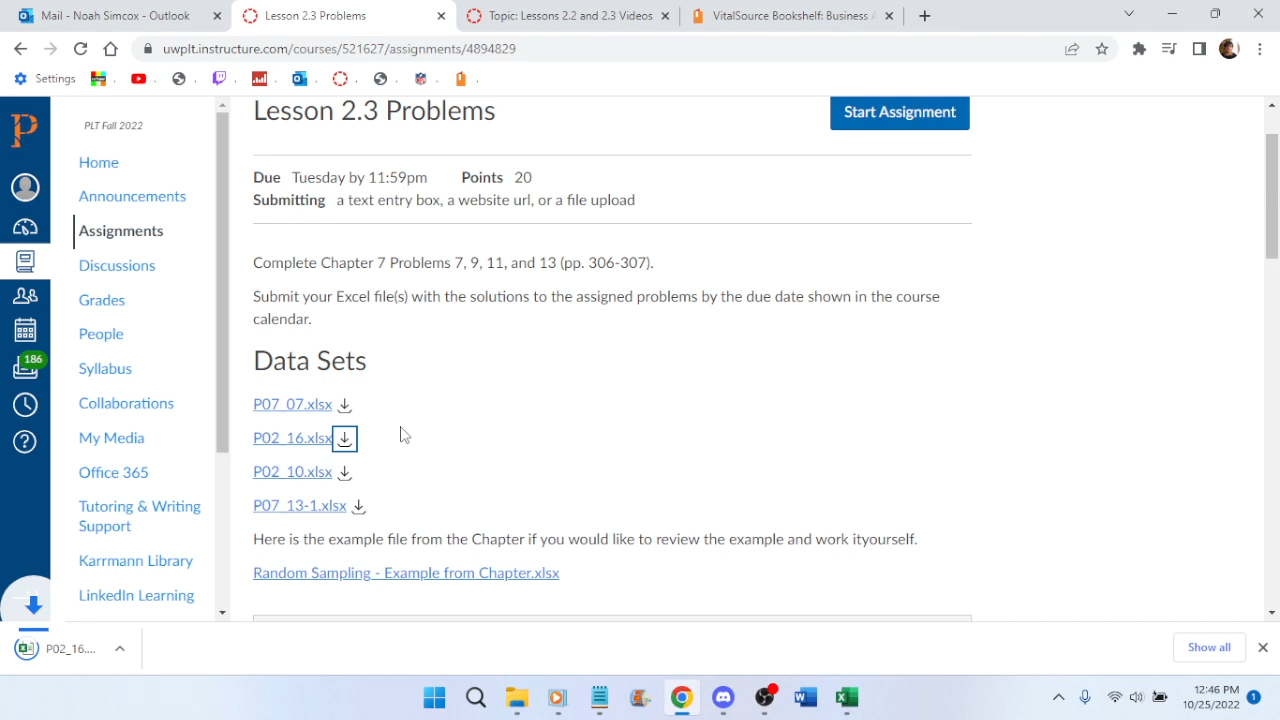 Noah Simcox - Outlook
Lesson 2.3 Problems
Topic: Lessons 2.2 and 2.3 Videos
VitalSource Bookshelf: Business A
uwplt.instructure.com/courses/521627/assignments/4894829
Settings
PLT Fall 2022
Home
Announcements
Assignments
Discussions
Grades
People
Syllabus
Collaborations
My Media
Office 365
Tutoring & Writing
Support
Karrmann Library
LinkedIn Learning
186
Lesson 2.3 Problems
Start Assignment
Due Tuesday by 11:59pm Points 20
Submitting a text entry box, a website url, or a file upload
Complete Chapter 7 Problems 7, 9, 11, and 13 (pp. 306-307).
Submit your Excel file(s) with the solutions to the assigned problems by the due date shown in the course
calendar.
Data Sets
P07_07.xlsx
P02_16.xlsx
P02_10.xlsx
P07_13-1.xlsx
Here is the example file from the Chapter if you would like to review the example and work ityourself.
Random Sampling - Example from Chapter.xlsx
P02_16....
Show all
12:46 PM
10/25/2022
1